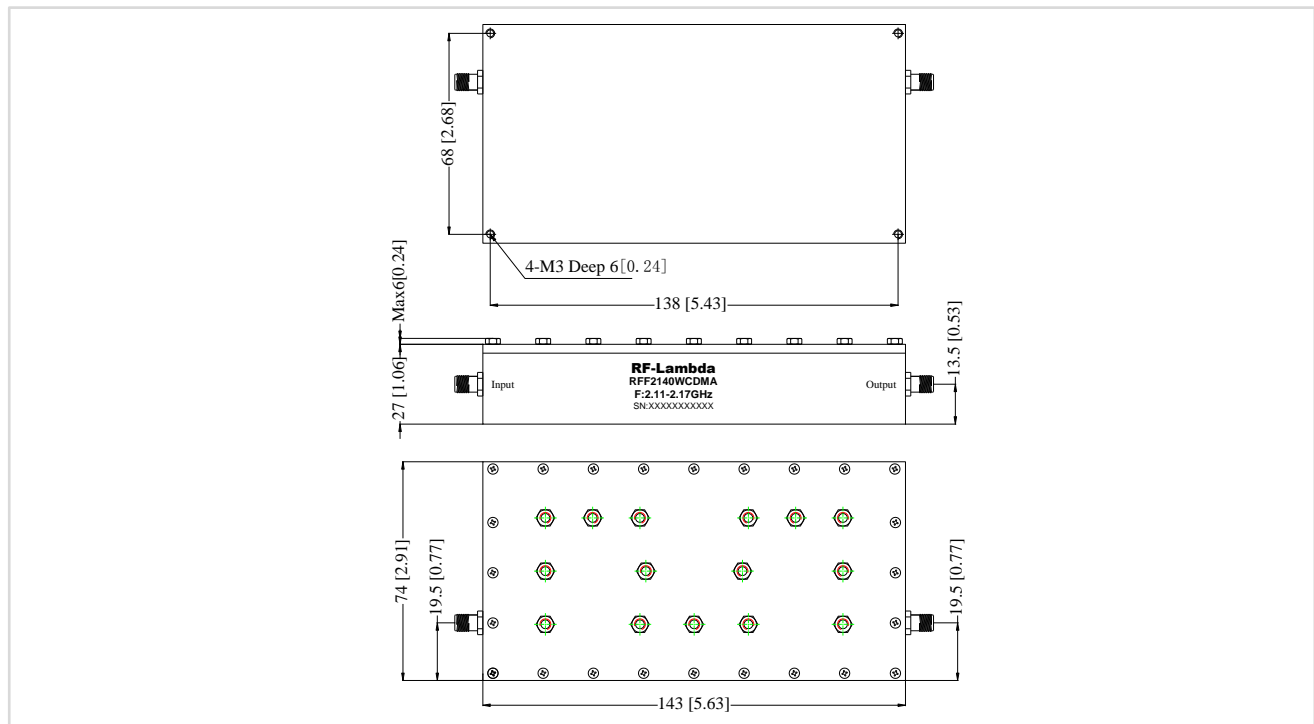 68 [2.68]
4-M3 Deep 6[0.24]
138 [5.43]
Max6[0.24]
27 [1.06]
RF-Lambda
RFF2140WCDMA
F:2.11-2.17GHz
SN:XXXXXXXXXXX
Input
Output
13.5 [0.53]
74 [2.91]
19.5 [0.77]
19.5 [0.77]
143 [5.63]